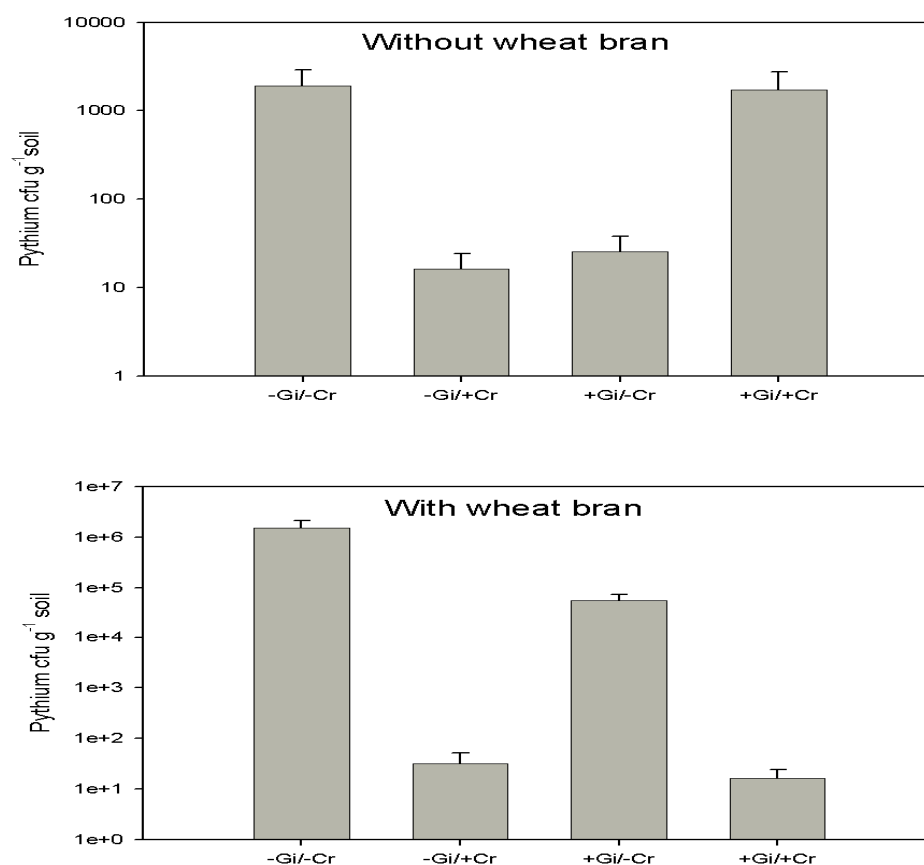 Without wheat bran
Pythium cfu g⁻¹ soil
10000
1000
100
10
1
-Gi/-Cr -Gi/+Cr +Gi/-Cr +Gi/+Cr
With wheat bran
Pythium cfu g⁻¹ soil
1e+7
1e+6
1e+5
1e+4
1e+3
1e+2
1e+1
1e+0
-Gi/-Cr -Gi/+Cr +Gi/-Cr +Gi/+Cr